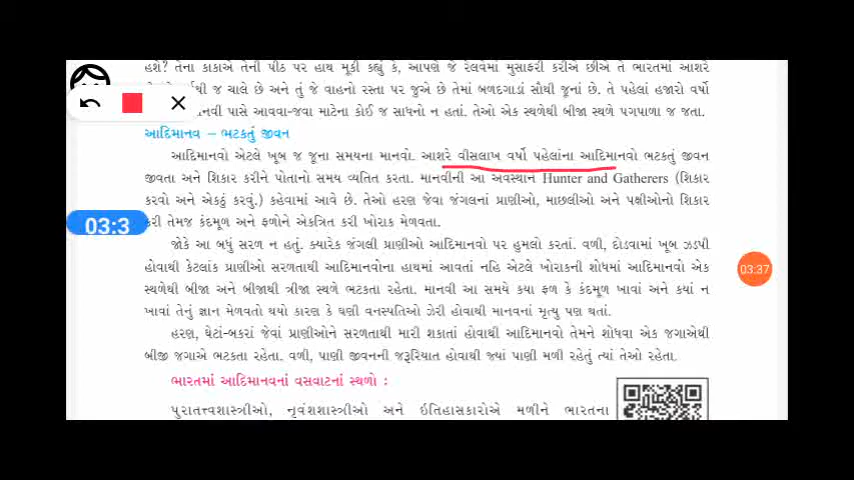 હશે? તેના કાકાએ તેની પીઠ પર હાથ મૂકી કહ્યું કે, આપણે જે રેલવેમાં મુસાફરી કરીએ છીએ તે ભારતમાં આશરે
થી જ ચાલે છે અને તું જે વાહનો રસ્તા પર જુએ છે તેમાં બળદગાડાં સૌથી જૂનાં છે. તે પહેલાં હજારો વર્ષો
નવી પાસે આવવા-જવા માટેના કોઈ જ સાધનો ન હતાં. તેઓ એક સ્થળેથી બીજા સ્થળે પગપાળા જ જતા.
આદિમાનવ – ભટકતું જીવન
આદિમાનવો એટલે ખૂબ જ જૂના સમયના માનવો. આશરે વીસલાખ વર્ષો પહેલાંના આદિમાનવો ભટકતું જીવન
જીવતા અને શિકાર કરીને પોતાનો સમય વ્યતિત કરતા. માનવીની આ અવસ્થાને Hunter and Gatherers (શિકાર
કરવો અને એકઠું કરવું.) કહેવામાં આવે છે. તેઓ હરણ જેવા જંગલનાં પ્રાણીઓ, માછલીઓ અને પક્ષીઓનો શિકાર
03:3
કરી તેમજ કંદમૂળ અને ફળોને એકત્રિત કરી ખોરાક મેળવતા.
જોકે આ બધું સરળ ન હતું. ક્યારેક જંગલી પ્રાણીઓ આદિમાનવો પર હુમલો કરતાં. વળી, દોડવામાં ખૂબ ઝડપી
હોવાથી કેટલાંક પ્રાણીઓ સરળતાથી આદિમાનવોના હાથમાં આવતાં નહિ એટલે ખોરાકની શોધમાં આદિમાનવો એક
03:37
સ્થળેથી બીજા અને બીજાથી ત્રીજા સ્થળે ભટકતા રહેતા. માનવી આ સમયે કયા ફળ કે કંદમૂળ ખાવાં અને કયાં ન
ખાવાં તેનું જ્ઞાન મેળવતો થયો કારણ કે ઘણી વનસ્પતિઓ ઝેરી હોવાથી માનવનાં મૃત્યુ પણ થતાં.
હરણ, ઘેટાં-બકરાં જેવાં પ્રાણીઓને સરળતાથી મારી શકાતાં હોવાથી આદિમાનવો તેમને શોધવા એક જગાએથી
બીજી જગાએ ભટકતા રહેતા. વળી, પાણી જીવનની જરૂરિયાત હોવાથી જ્યાં પાણી મળી રહેતું ત્યાં તેઓ રહેતા.
ભારતમાં આદિમાનવનાં વસવાટનાં સ્થળો :
પુરાતત્ત્વશાસ્ત્રીઓ, નૃવંશશાસ્ત્રીઓ અને ઇતિહાસકારોએ મળીને ભારતના